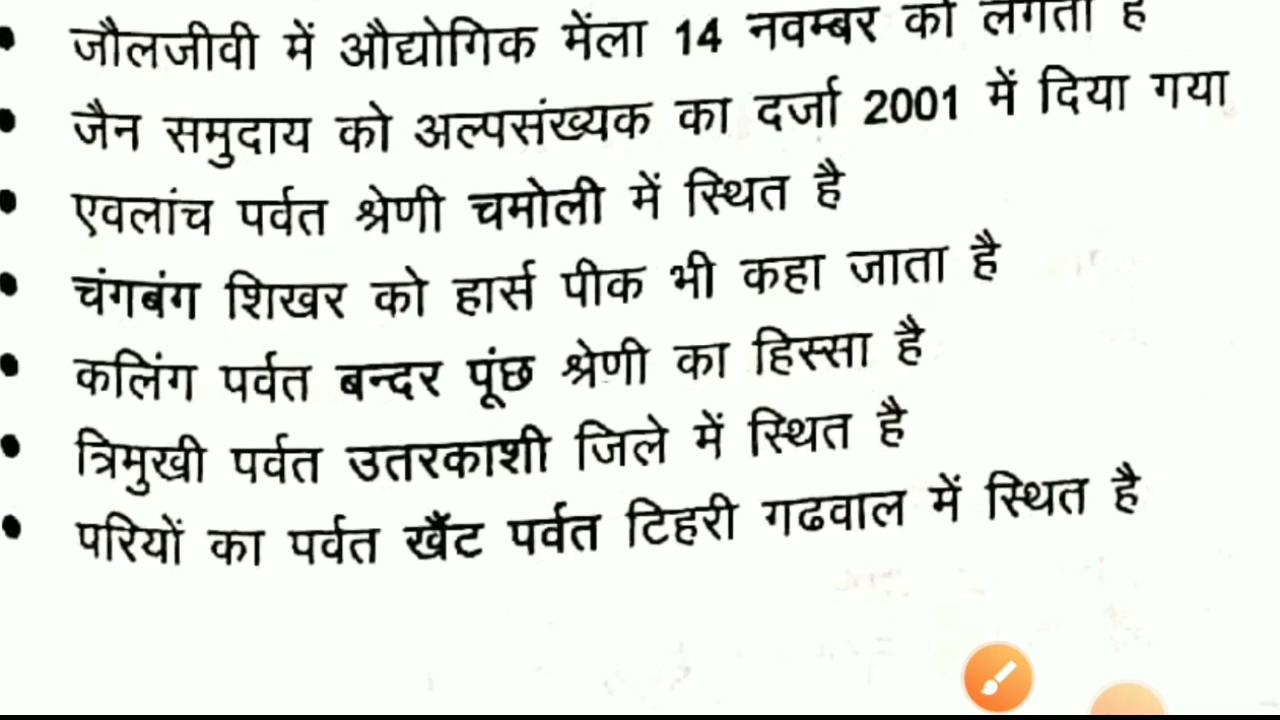 • जौलजीवी में औद्योगिक मेंला 14 नवम्बर को लगता है
• जैन समुदाय को अल्पसंख्यक का दर्जा 2001 में दिया गया
• एवलांच पर्वत श्रेणी चमोली में स्थित है
• चंगबंग शिखर को हार्स पीक भी कहा जाता है
• कलिंग पर्वत बन्दर पूंछ श्रेणी का हिस्सा है
• त्रिमुखी पर्वत उतरकाशी जिले में स्थित है
• परियों का पर्वत खैंट पर्वत टिहरी गढवाल में स्थित है